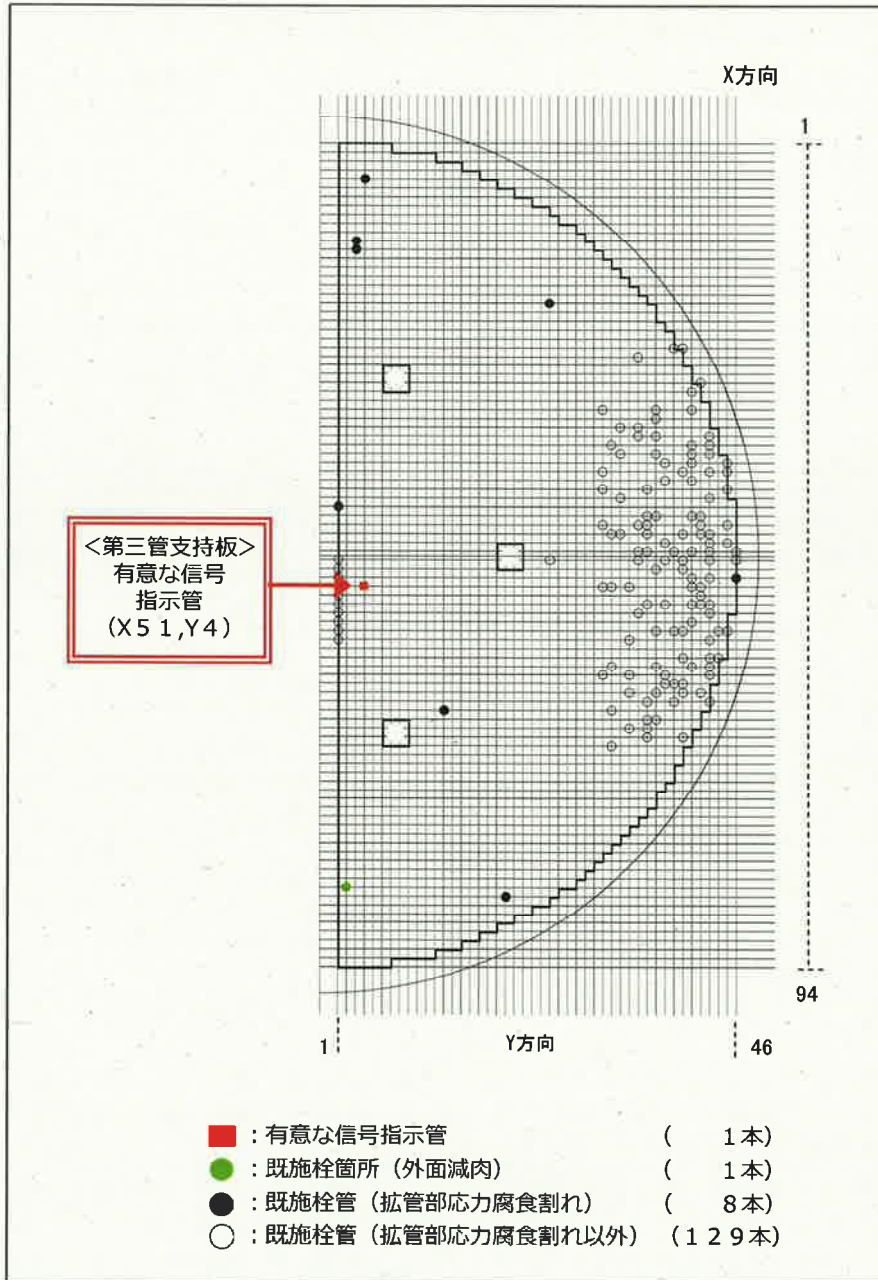 X方向
1
<第三管支持板>
有意な信号
指示管
(X51,Y4)
94
1
Y方向
46
:有意な信号指示管 ( 1本)
:既施栓箇所(外面減肉) ( 1本)
:既施栓管(拡管部応力腐食割れ) ( 8本)
:既施栓管(拡管部応力腐食割れ以外) (129本)